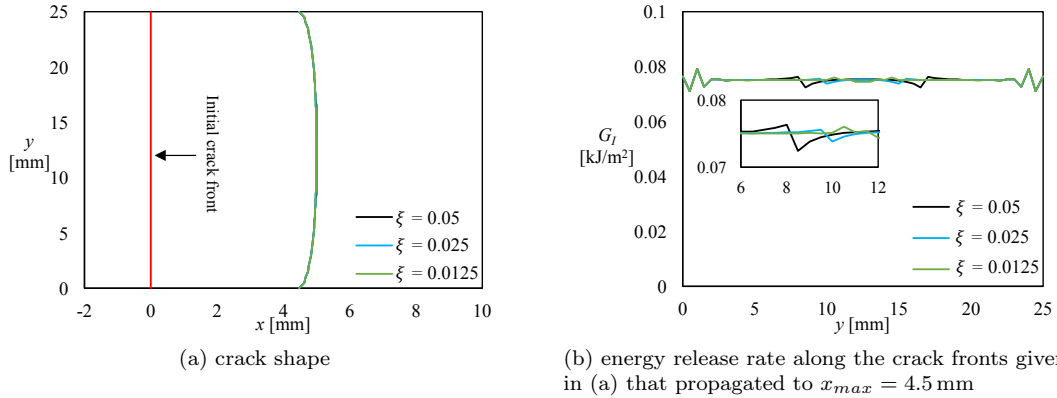 25
20
15
y
[mm]
10
5
0
-2
0
2
4
6
8
10
x [mm]
Initial crack
front
ξ = 0.05
ξ = 0.025
ξ = 0.0125
(a) crack shape
0.1
0.08
0.06
G_I
[kJ/m²]
0.04
0.02
0
0.08
0.07
6
8
10
12
ξ = 0.05
ξ = 0.025
ξ = 0.0125
0
5
10
15
20
25
y [mm]
(b) energy release rate along the crack fronts given
in (a) that propagated to x_max = 4.5 mm